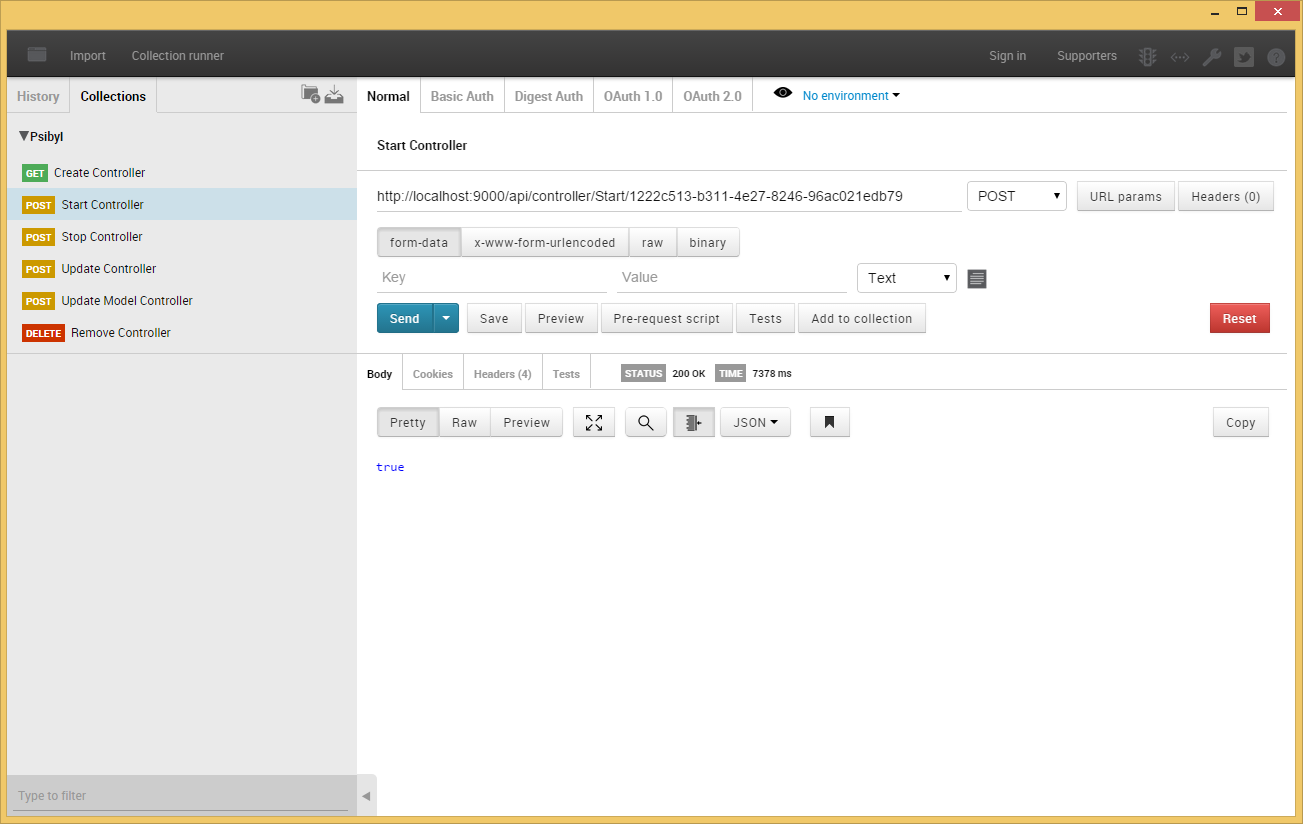 Import Collection runner Sign in Supporters
History Collections
Normal Basic Auth Digest Auth OAuth 1.0 OAuth 2.0 No environment
Psibyl
GET Create Controller
POST Start Controller
POST Stop Controller
POST Update Controller
POST Update Model Controller
DELETE Remove Controller
Type to filter
Start Controller
http://localhost:9000/api/controller/Start/1222c513-b311-4e27-8246-96ac021edb79 POST URL params Headers (0)
form-data x-www-form-urlencoded raw binary
Key Value Text
Send Save Preview Pre-request script Tests Add to collection Reset
Body Cookies Headers (4) Tests STATUS 200 OK TIME 7378 ms
Pretty Raw Preview JSON Copy
true